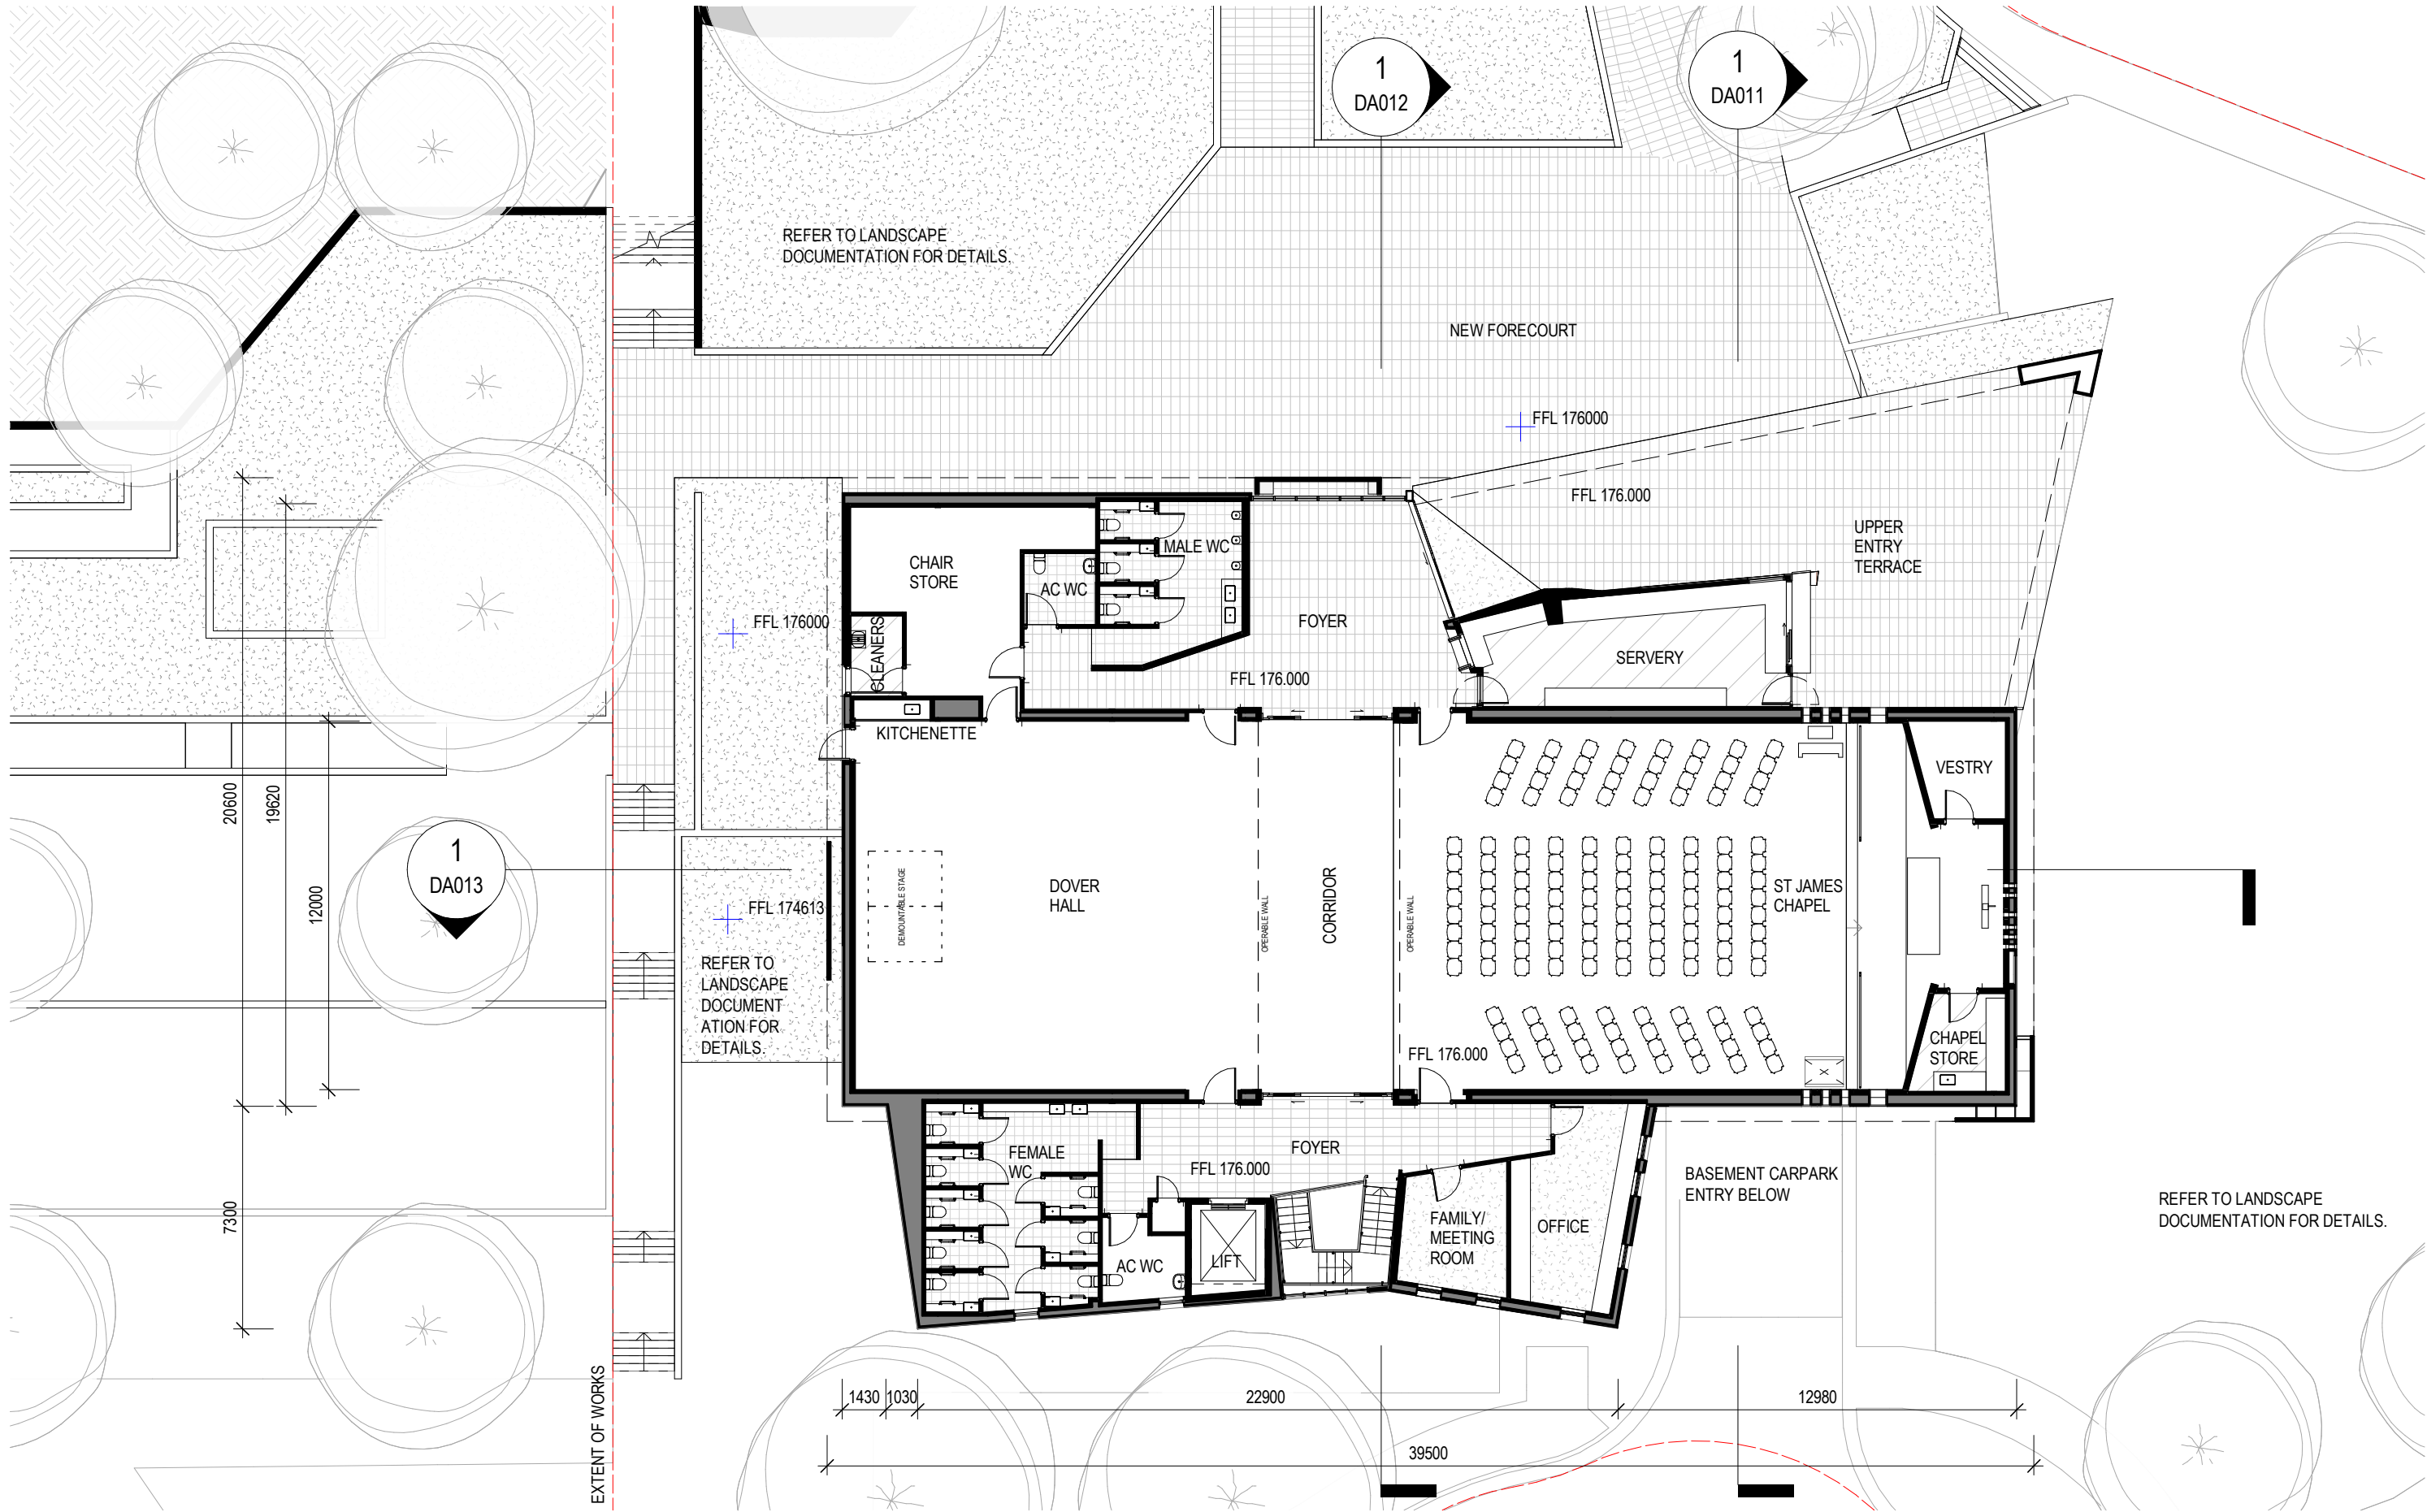 1
DA012
1
DA011
REFER TO LANDSCAPE
DOCUMENTATION FOR DETAILS.
NEW FORECOURT
FFL 176000
FFL 176.000
UPPER
ENTRY
TERRACE
CHAIR
STORE
MALE WC
AC WC
FFL 176000
CLEANERS
FOYER
SERVERY
FFL 176.000
KITCHENETTE
VESTRY
20600
19620
12000
1
DA013
DEMOUNTABLE STAGE
DOVER
HALL
OPERABLE WALL
CORRIDOR
OPERABLE WALL
ST JAMES
CHAPEL
FFL 174613
REFER TO
LANDSCAPE
DOCUMENT
ATION FOR
DETAILS.
FFL 176.000
CHAPEL
STORE
FEMALE
WC
FOYER
FFL 176.000
BASEMENT CARPARK
ENTRY BELOW
REFER TO LANDSCAPE
DOCUMENTATION FOR DETAILS.
7300
FAMILY/
MEETING
ROOM
OFFICE
AC WC
LIFT
EXTENT OF WORKS
1430
1030
22900
12980
39500